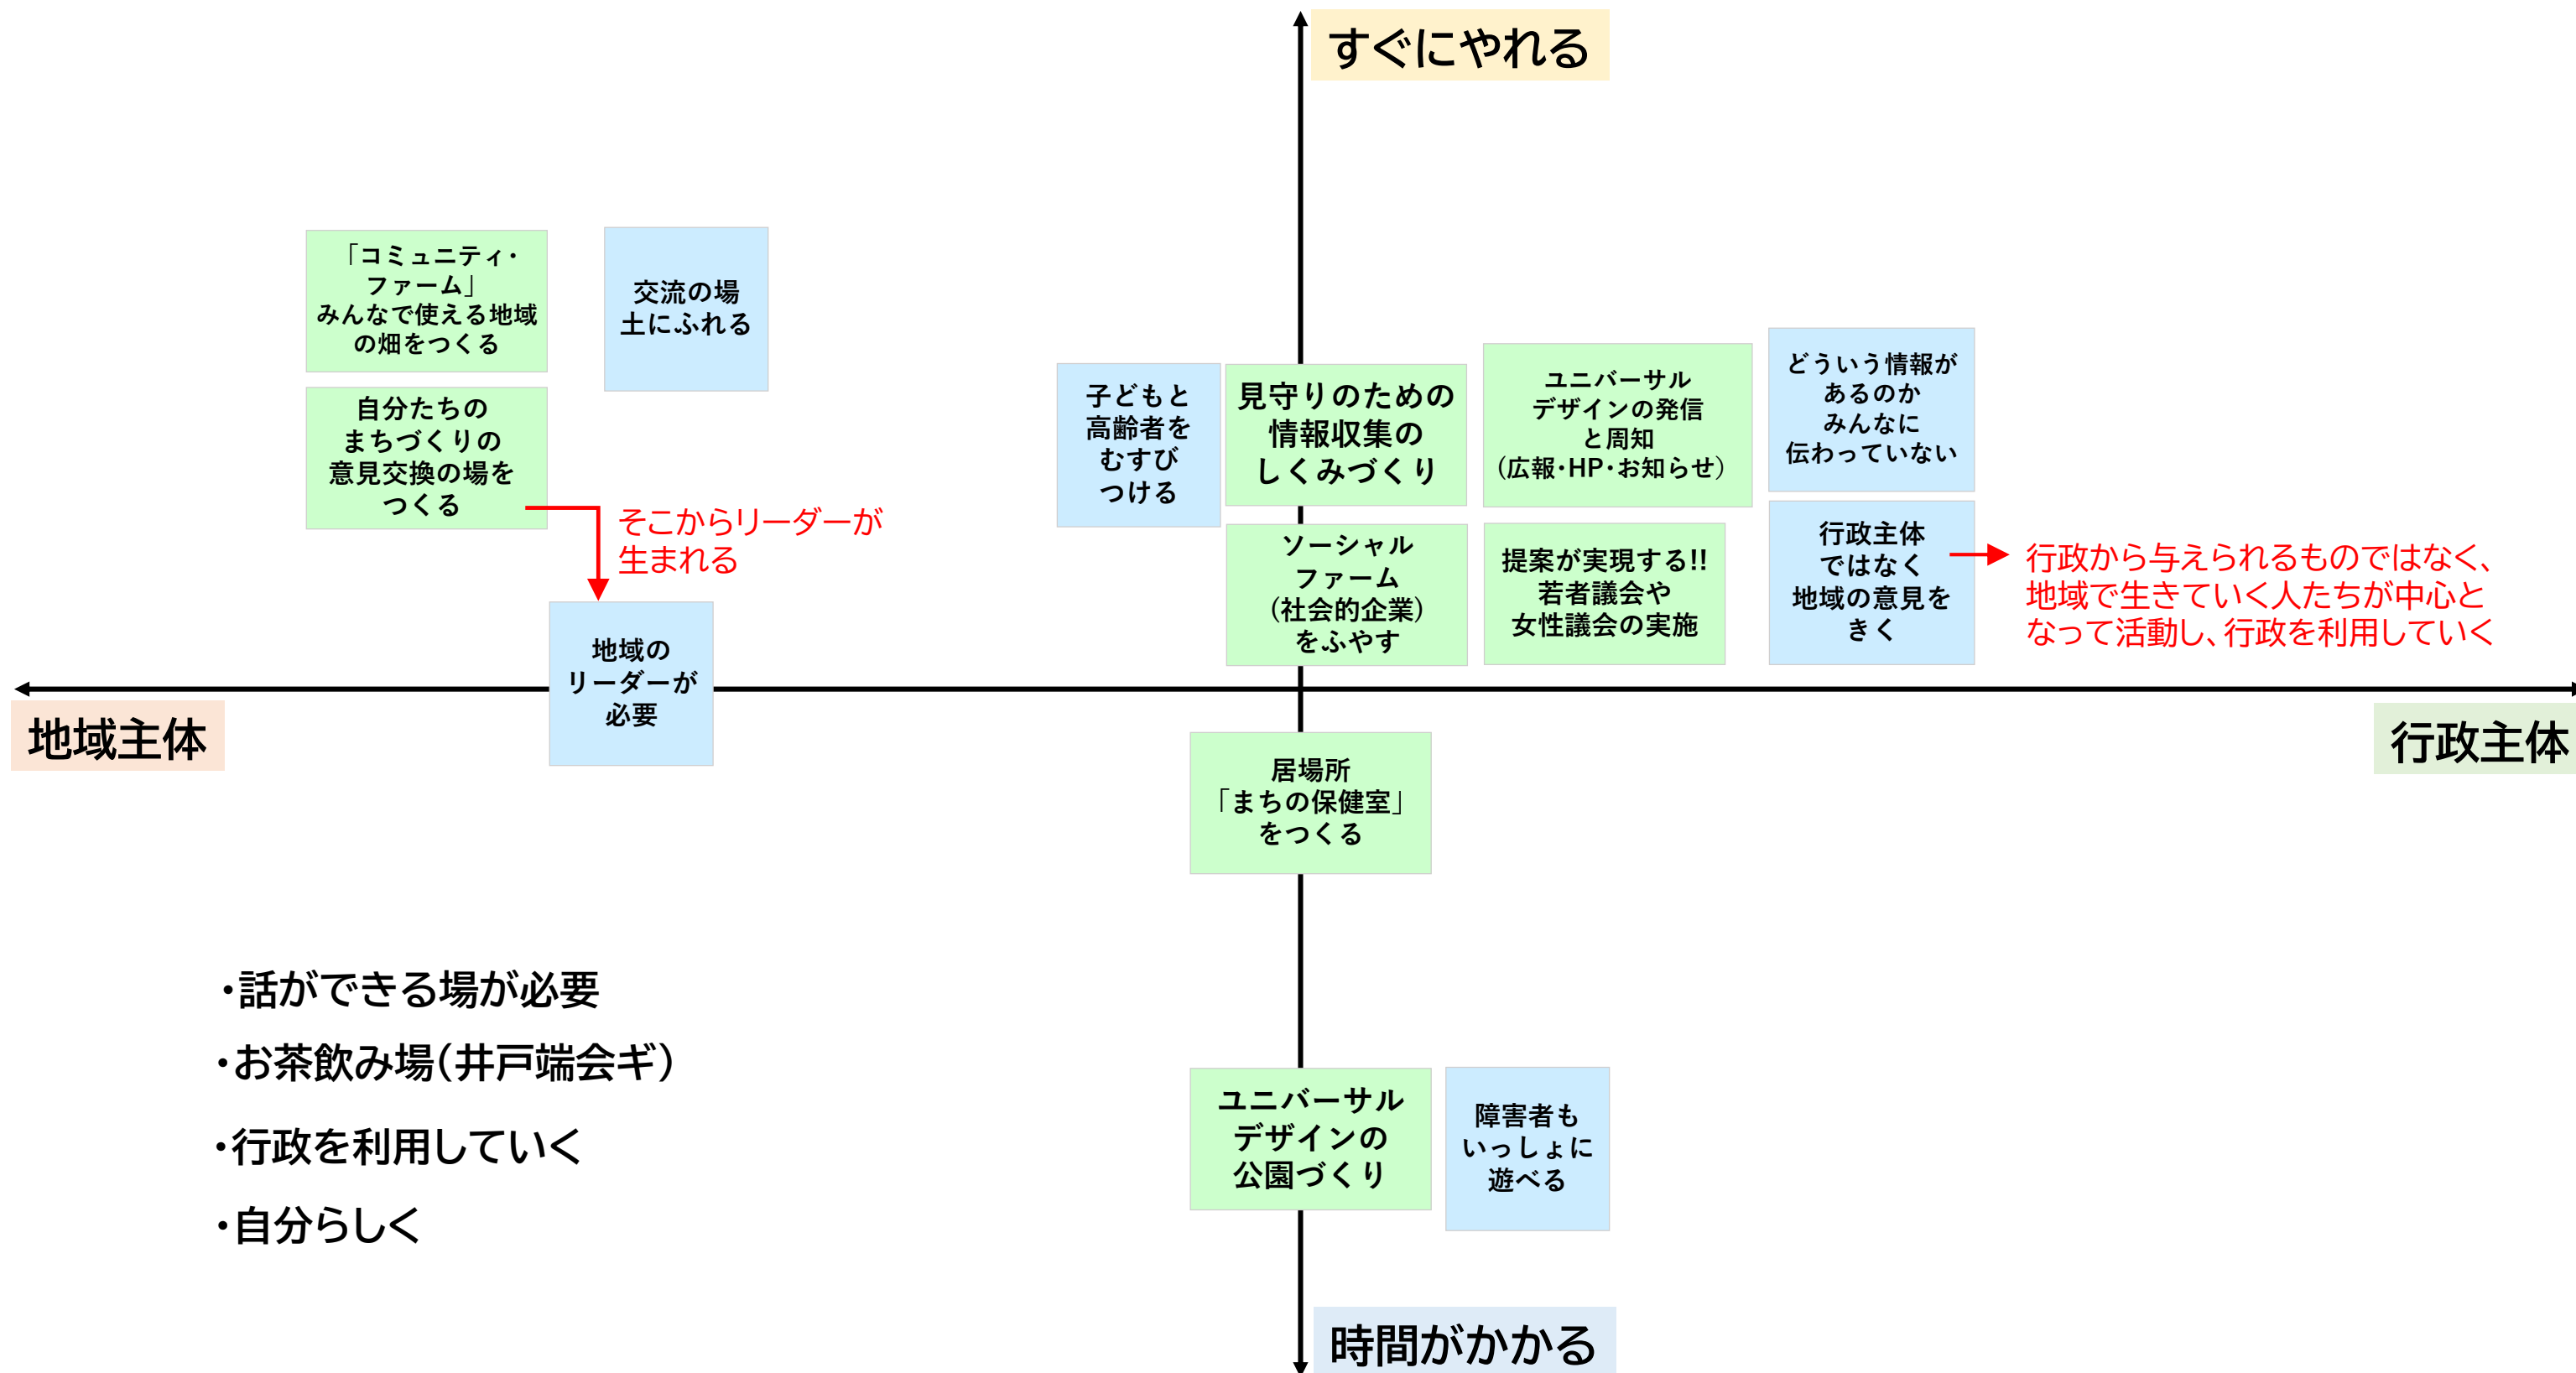 すぐにやれる
「コミュニティ・
ファーム」
みんなで使える地域
の畑をつくる
交流の場
土にふれる
自分たちの
まちづくりの
意見交換の場を
つくる
そこからリーダーが
生まれる
地域の
リーダーが
必要
子どもと
高齢者を
むすび
つける
見守りのための
情報収集の
しくみづくり
ユニバーサル
デザインの発信
と周知
(広報・HP・お知らせ)
どういう情報が
あるのか
みんなに
伝わっていない
ソーシャル
ファーム
(社会的企業)
をふやす
提案が実現する!!
若者議会や
女性議会の実施
行政主体
ではなく
地域の意見を
きく
行政から与えられるものではなく、
地域で生きていく人たちが中心と
なって活動し、行政を利用していく
地域主体
行政主体
居場所
「まちの保健室」
をつくる
・話ができる場が必要
・お茶飲み場(井戸端会ギ)
・行政を利用していく
・自分らしく
ユニバーサル
デザインの
公園づくり
障害者も
いっしょに
遊べる
時間がかかる